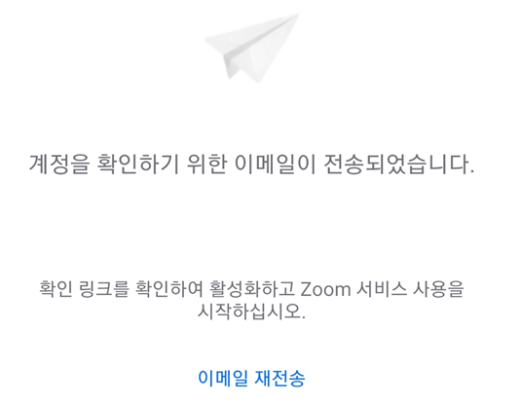 계정을 확인하기 위한 이메일이 전송되었습니다.
확인 링크를 확인하여 활성화하고 Zoom 서비스 사용을
시작하십시오.
이메일 재전송